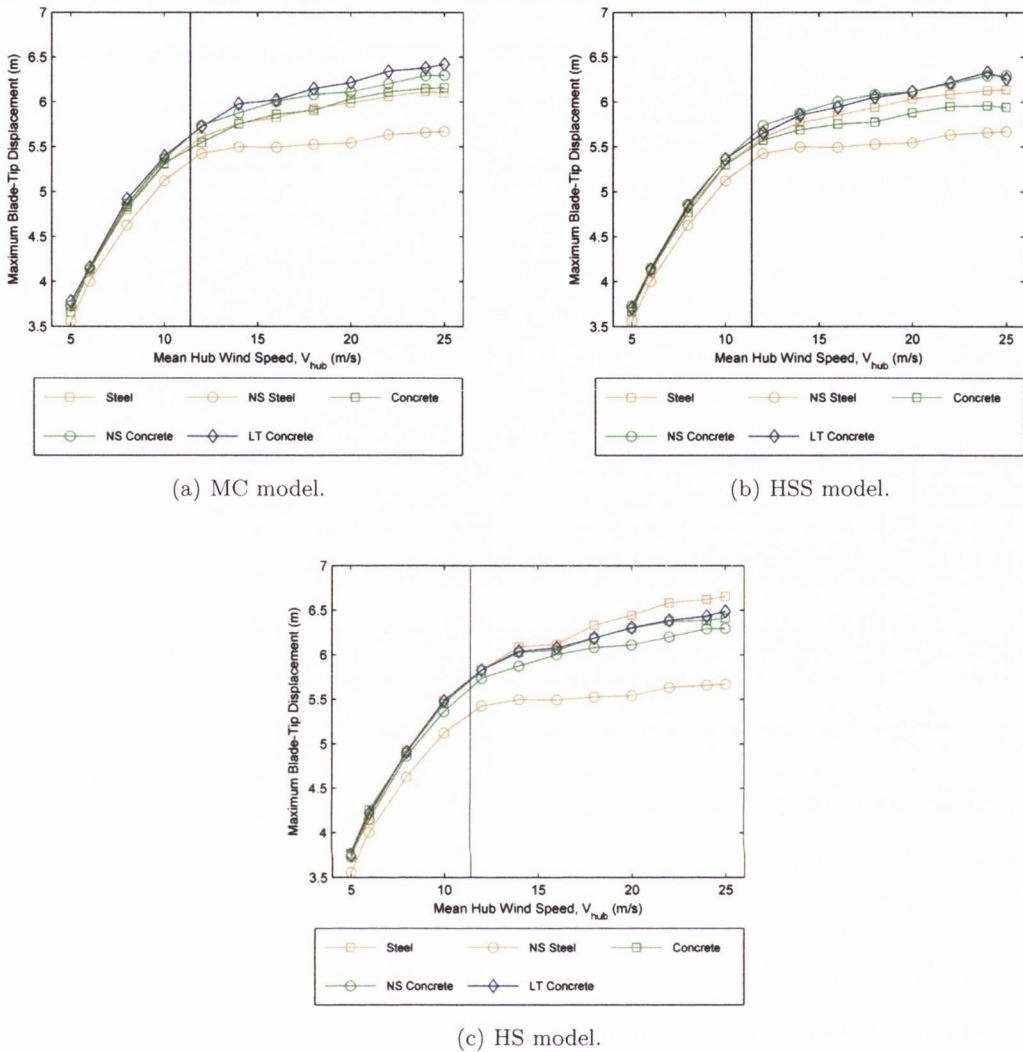 Maximum Blade-Tip Displacement (m)
7
6.5
6
5.5
5
4.5
4
3.5
5 10 15 20 25
Mean Hub Wind Speed, V_hub (m/s)
Steel NS Steel Concrete
NS Concrete LT Concrete
(a) MC model.
Maximum Blade-Tip Displacement (m)
7
6.5
6
5.5
5
4.5
4
3.5
5 10 15 20 25
Mean Hub Wind Speed, V_hub (m/s)
Steel NS Steel Concrete
NS Concrete LT Concrete
(b) HSS model.
Maximum Blade-Tip Displacement (m)
7
6.5
6
5.5
5
4.5
4
3.5
5 10 15 20 25
Mean Hub Wind Speed, V_hub (m/s)
Steel NS Steel Concrete
NS Concrete LT Concrete
(c) HS model.